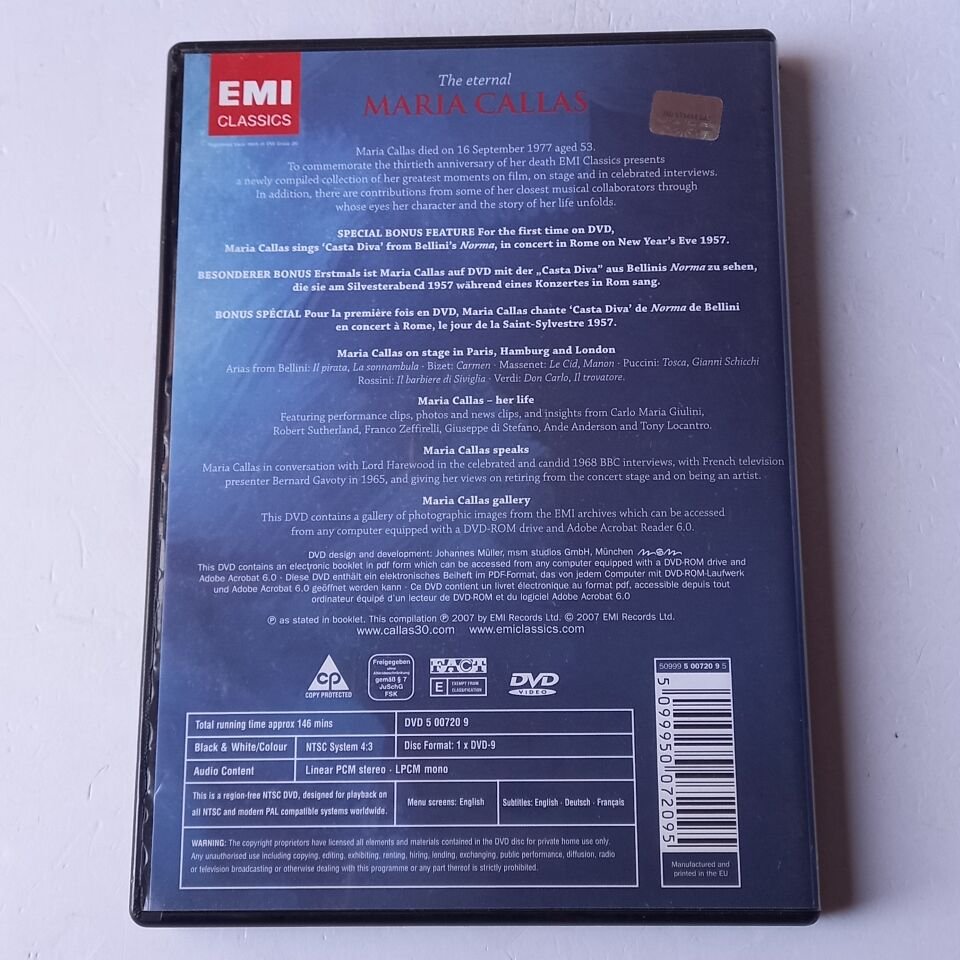 EMI
CLASSICS
The eternal
MARIA CALLAS
Maria Callas died on 16 September 1977 aged 53.
To commemorate the thirtieth anniversary of her death EMI Classics presents
a newly compiled collection of her greatest moments on film, on stage and in celebrated interviews.
In addition, there are contributions from some of her closest musical collaborators through
whose eyes her character and the story of her life unfolds.
SPECIAL BONUS FEATURE For the first time on DVD,
Maria Callas sings ‘Casta Diva’ from Bellini's Norma, in concert in Rome on New Year's Eve 1957.
BESONDERER BONUS Erstmals ist Maria Callas auf DVD mit der „Casta Diva” aus Bellinis Norma zu sehen,
die sie am Silvesterabend 1957 während eines Konzertes in Rom sang.
BONUS SPÉCIAL Pour la première fois en DVD, Maria Callas chante ‘Casta Diva’ de Norma de Bellini
en concert à Rome, le jour de la Saint-Sylvestre 1957.
Maria Callas on stage in Paris, Hamburg and London
Arias from Bellini: Il pirata, La sonnambula · Bizet: Carmen · Massenet: Le Cid, Manon · Puccini: Tosca, Gianni Schicchi
Rossini: Il barbiere di Siviglia · Verdi: Don Carlo, Il trovatore.
Maria Callas – her life
Featuring performance clips, photos and news clips, and insights from Carlo Maria Giulini,
Robert Sutherland, Franco Zeffirelli, Giuseppe di Stefano, Ande Anderson and Tony Locantro.
Maria Callas speaks
Maria Callas in conversation with Lord Harewood in the celebrated and candid 1968 BBC interviews, with French television
presenter Bernard Gavoty in 1965, and giving her views on retiring from the concert stage and on being an artist.
Maria Callas gallery
This DVD contains a gallery of photographic images from the EMI archives which can be accessed
from any computer equipped with a DVD-ROM drive and Adobe Acrobat Reader 6.0.
DVD design and development: Johannes Müller, msm studios GmbH, München msm
This DVD contains an electronic booklet in pdf form which can be accessed from any computer equipped with a DVD-ROM drive and
Adobe Acrobat 6.0 · Diese DVD enthält ein elektronisches Beiheft im PDF-Format, das von jedem Computer mit DVD-ROM-Laufwerk
und Adobe Acrobat 6.0 geöffnet werden kann · Ce DVD contient un livret électronique au format pdf, accessible depuis tout
ordinateur équipé d'un lecteur de DVD-ROM et du logiciel Adobe Acrobat 6.0
℗ as stated in booklet. This compilation ℗ 2007 by EMI Records Ltd. © 2007 EMI Records Ltd.
www.callas30.com www.emiclassics.com
CP
COPY PROTECTED
Freigegeben
ohne
Altersbeschränkung
gemäß § 7
JuSchG
FSK
FACT
E EXEMPT FROM
CLASSIFICATION
DVD
VIDEO
50999 5 00720 9 5
5 099950 072095
Manufactured and
printed in the EU
Total running time approx 146 mins DVD 5 00720 9
Black & White/Colour NTSC System 4:3 Disc Format: 1 x DVD-9
Audio Content Linear PCM stereo · LPCM mono
This is a region-free NTSC DVD, designed for playback on
all NTSC and modern PAL compatible systems worldwide.
Menu screens: English Subtitles: English · Deutsch · Français
WARNING: The copyright proprietors have licensed all elements and materials contained in the DVD disc for private home use only.
Any unauthorised use including copying, editing, exhibiting, renting, hiring, lending, exchanging, public performance, diffusion, radio
or television broadcasting or otherwise dealing with this programme or any part thereof is strictly prohibited.